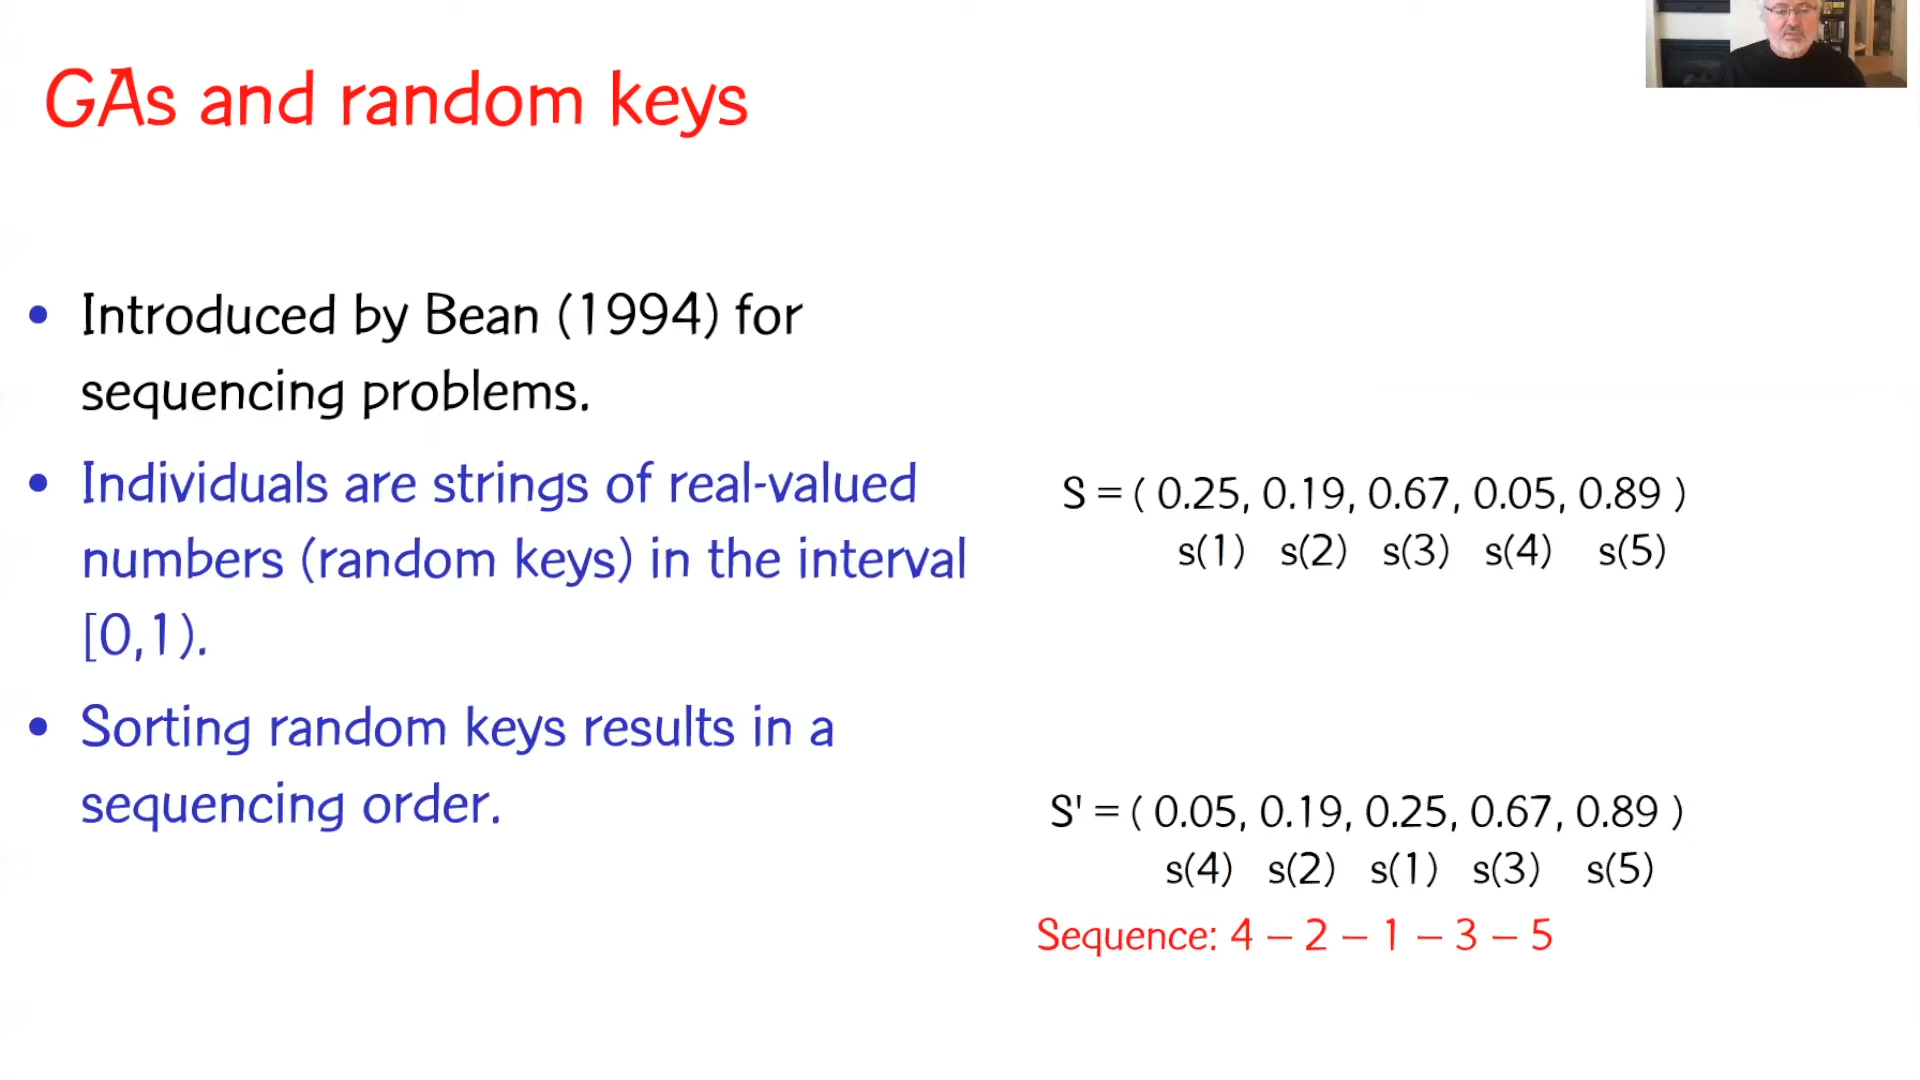 GAs and random keys
• Introduced by Bean (1994) for
sequencing problems.
• Individuals are strings of real-valued
numbers (random keys) in the interval
[0,1).
• Sorting random keys results in a
sequencing order.
S = ( 0.25, 0.19, 0.67, 0.05, 0.89 )
s(1) s(2) s(3) s(4) s(5)
S' = ( 0.05, 0.19, 0.25, 0.67, 0.89 )
s(4) s(2) s(1) s(3) s(5)
Sequence: 4 – 2 – 1 – 3 – 5